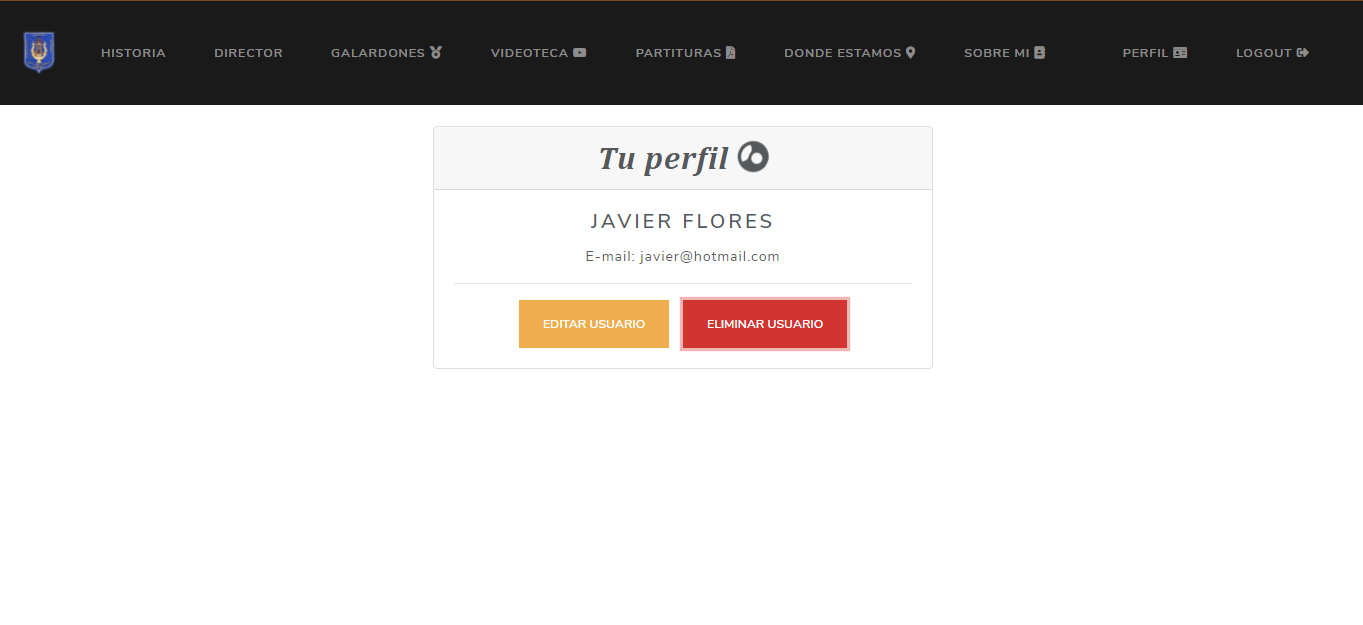 HISTORIA DIRECTOR GALARDONES VIDEOTECA PARTITURAS DONDE ESTAMOS SOBRE MI PERFIL LOGOUT
Tu perfil
JAVIER FLORES
E-mail: javier@hotmail.com
EDITAR USUARIO ELIMINAR USUARIO